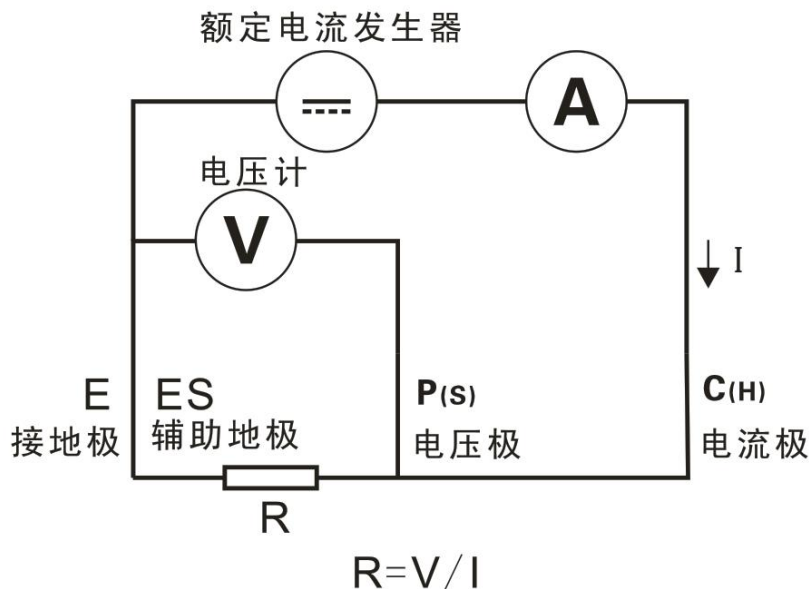 额定电流发生器
A
电压计
V
I
E
ES
P(S)
C(H)
接地极
辅助地极
电压极
电流极
R
R=V/I